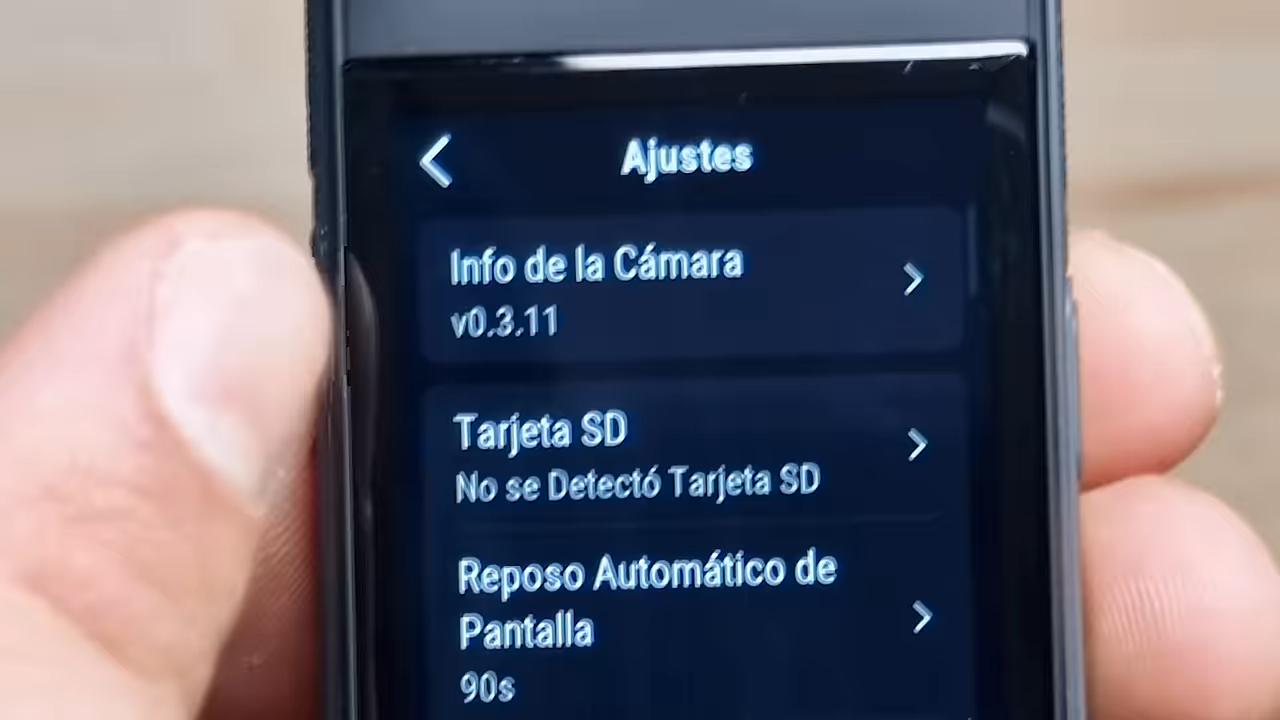 Ajustes
Info de la Cámara
v0.3.11
Tarjeta SD
No se Detectó Tarjeta SD
Reposo Automático de
Pantalla
90s